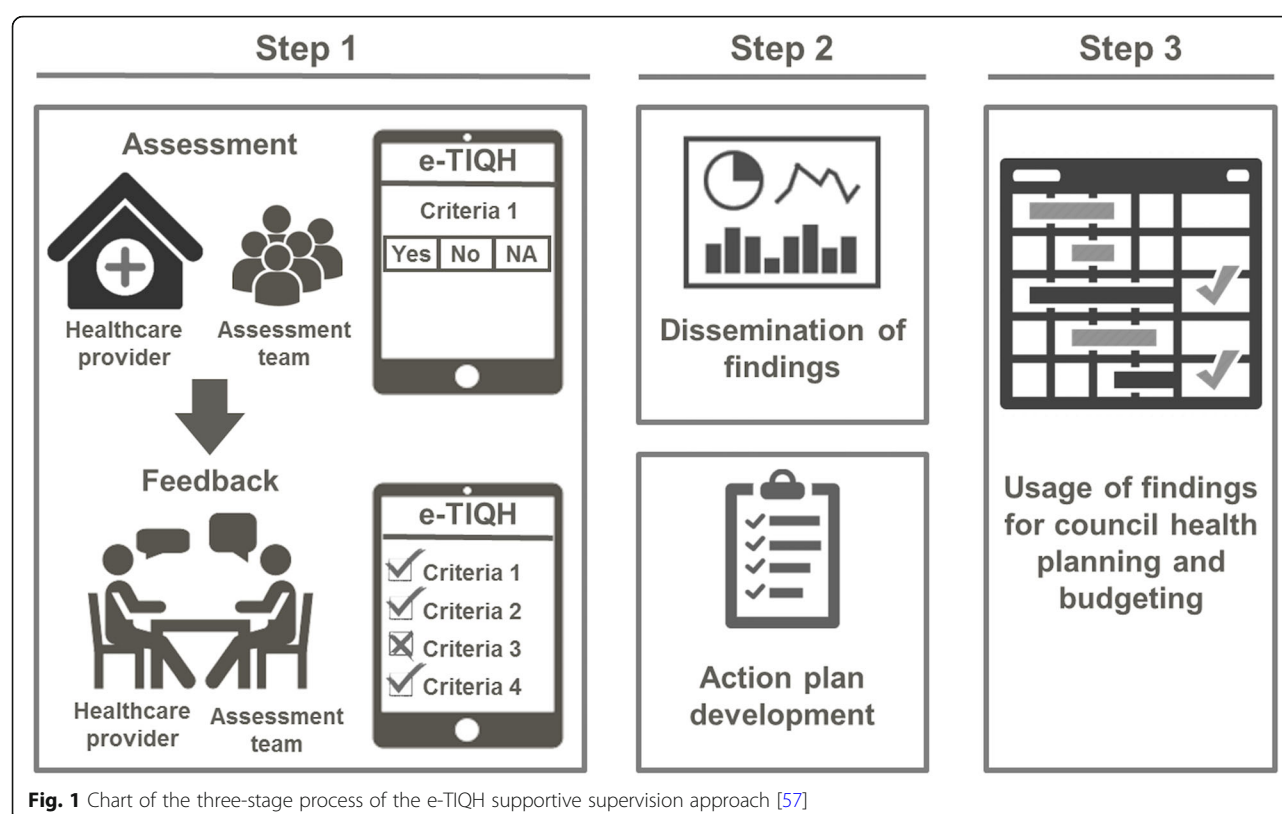 Step 1
Assessment
Healthcare
provider
Assessment
team
e-TIQH
Criteria 1
Yes No NA
Feedback
Healthcare
provider
Assessment
team
e-TIQH
Criteria 1
Criteria 2
Criteria 3
Criteria 4
Step 2
Dissemination of
findings
Action plan
development
Step 3
Usage of findings
for council health
planning and
budgeting
Fig. 1 Chart of the three-stage process of the e-TIQH supportive supervision approach [57]